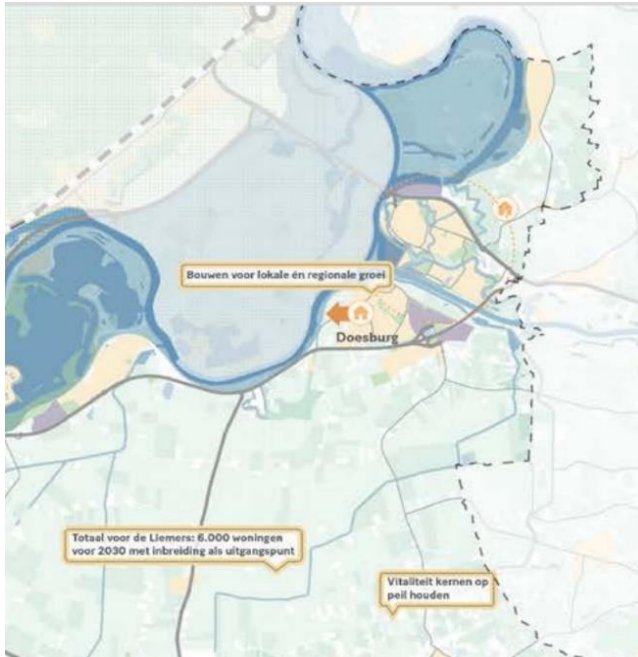 Bouwen voor lokale én regionale groei
Doesburg
Totaal voor de Liemers: 6.000 woningen
voor 2030 met inbreiding als uitgangspunt
Vitaliteit kernen op
peil houden